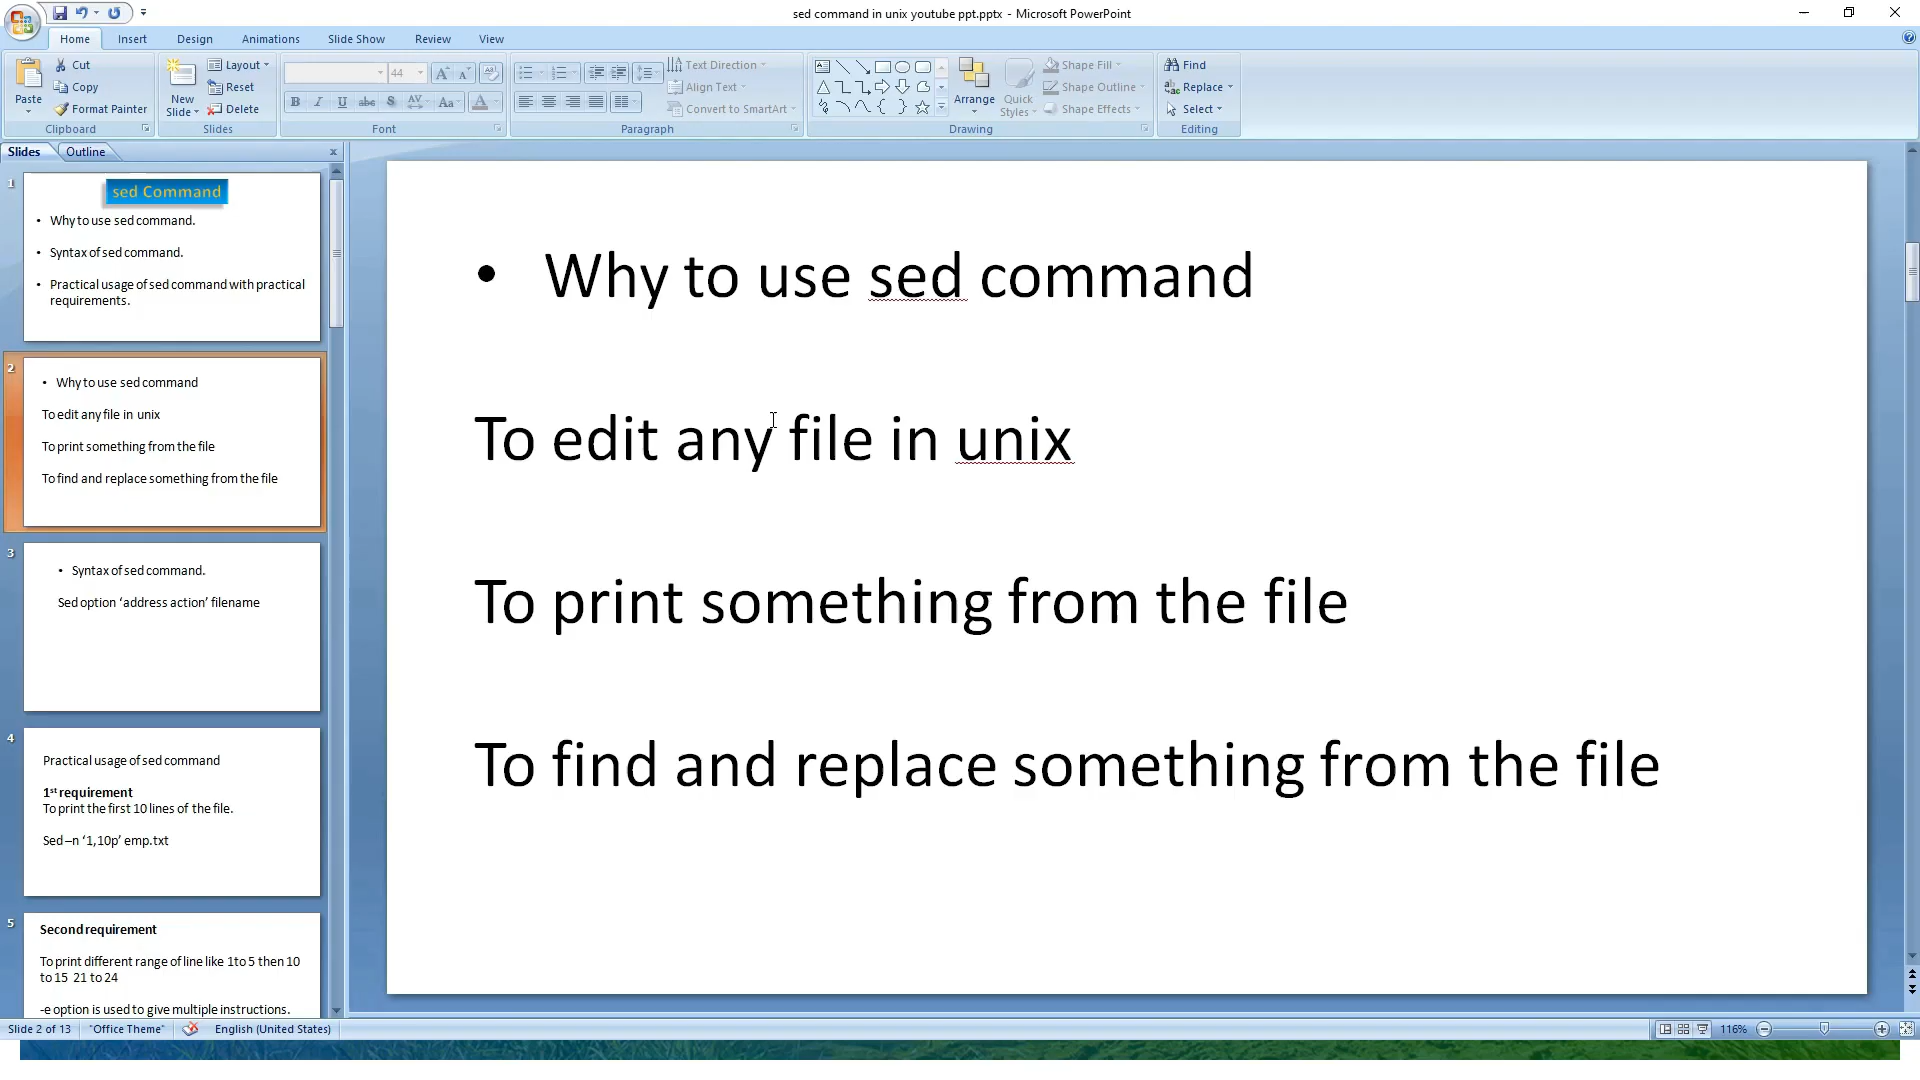 sed command in unix youtube ppt.pptx - Microsoft PowerPoint
Home Insert Design Animations Slide Show Review View
Paste
Cut
Copy
Format Painter
Clipboard
New Slide
Layout
Reset
Delete
Slides
44
B I U abe S AV Aa A
Font
Text Direction
Align Text
Convert to SmartArt
Paragraph
Arrange
Quick Styles
Shape Fill
Shape Outline
Shape Effects
Drawing
Find
Replace
Select
Editing
Slides Outline x
1
sed Command
• Why to use sed command.
• Syntax of sed command.
• Practical usage of sed command with practical
requirements.
2
• Why to use sed command
To edit any file in unix
To print something from the file
To find and replace something from the file
3
• Syntax of sed command.
Sed option ‘address action’ filename
4
Practical usage of sed command
1st requirement
To print the first 10 lines of the file.
Sed –n ‘1,10p’ emp.txt
5
Second requirement
To print different range of line like 1to 5 then 10
to 15 21 to 24
-e option is used to give multiple instructions.
• Why to use sed command
To edit any file in unix
To print something from the file
To find and replace something from the file
Slide 2 of 13 "Office Theme" English (United States) 116%